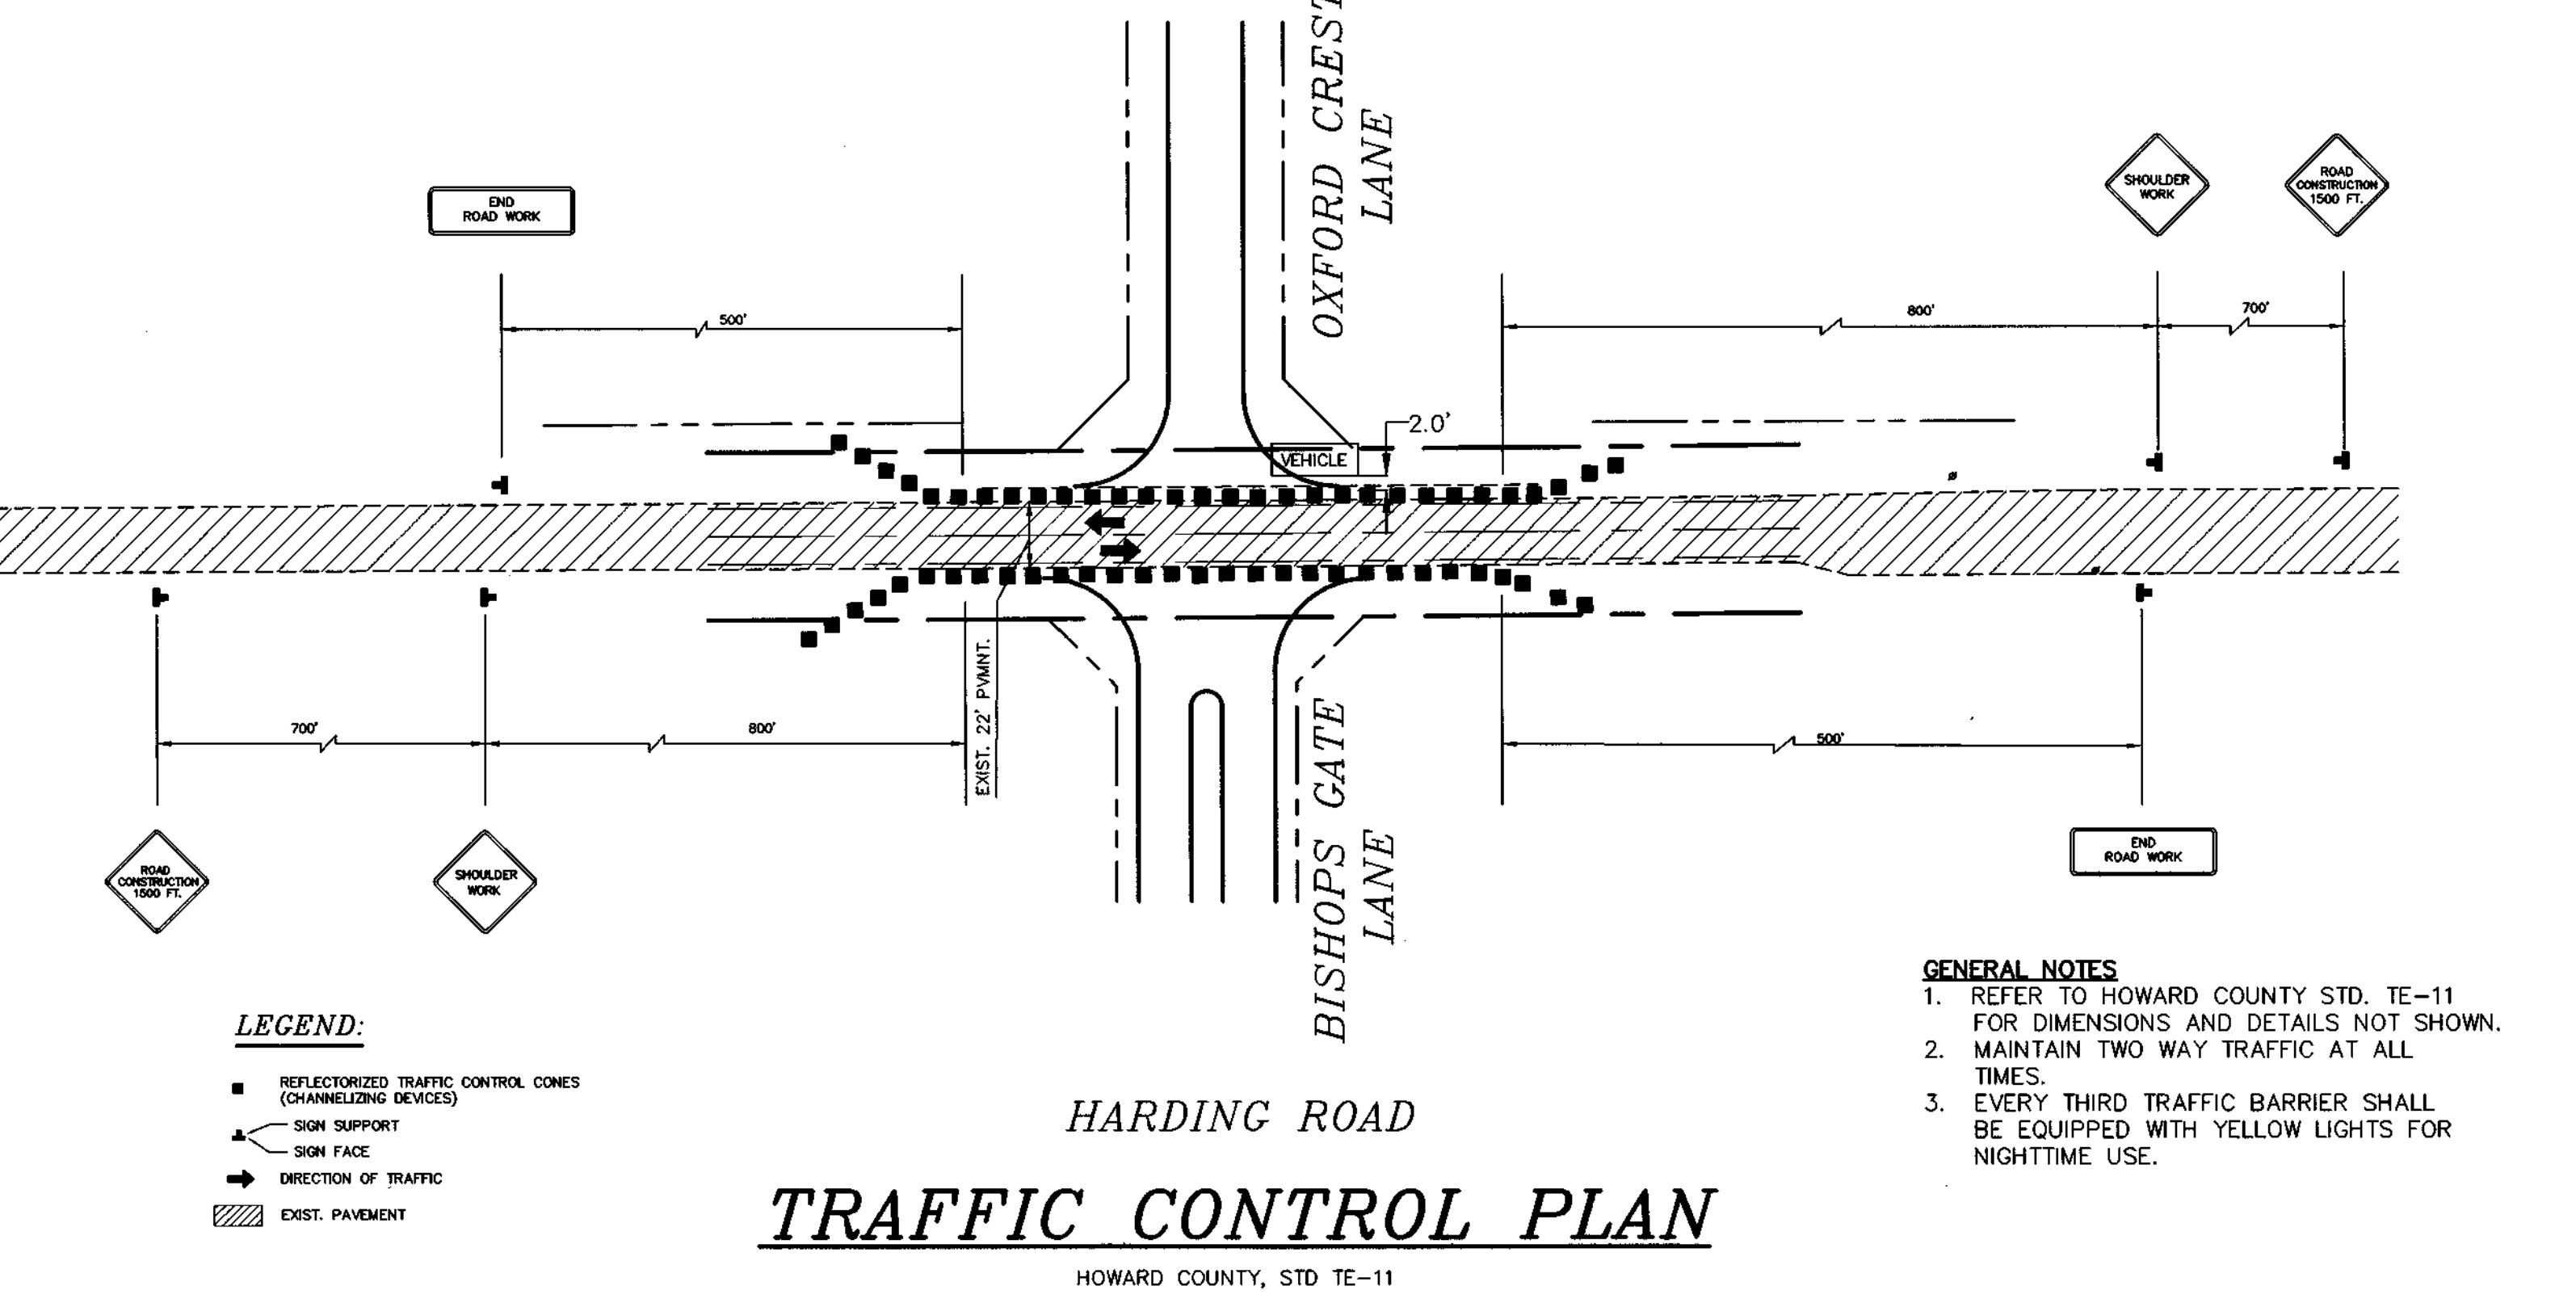 OXFORD CREST
LANE
END
ROAD WORK
SHOULDER
WORK
ROAD
CONSTRUCTION
1500 FT.
500'
800'
700'
2.0'
VEHICLE
EXIST. 22' PVMNT.
700'
800'
500'
ROAD
CONSTRUCTION
1500 FT.
SHOULDER
WORK
END
ROAD WORK
BISHOPS GATE
LANE
LEGEND:
REFLECTORIZED TRAFFIC CONTROL CONES
(CHANNELIZING DEVICES)
SIGN SUPPORT
SIGN FACE
DIRECTION OF TRAFFIC
EXIST. PAVEMENT
HARDING ROAD
TRAFFIC CONTROL PLAN
HOWARD COUNTY, STD TE-11
GENERAL NOTES
1. REFER TO HOWARD COUNTY STD. TE-11
FOR DIMENSIONS AND DETAILS NOT SHOWN.
2. MAINTAIN TWO WAY TRAFFIC AT ALL
TIMES.
3. EVERY THIRD TRAFFIC BARRIER SHALL
BE EQUIPPED WITH YELLOW LIGHTS FOR
NIGHTTIME USE.